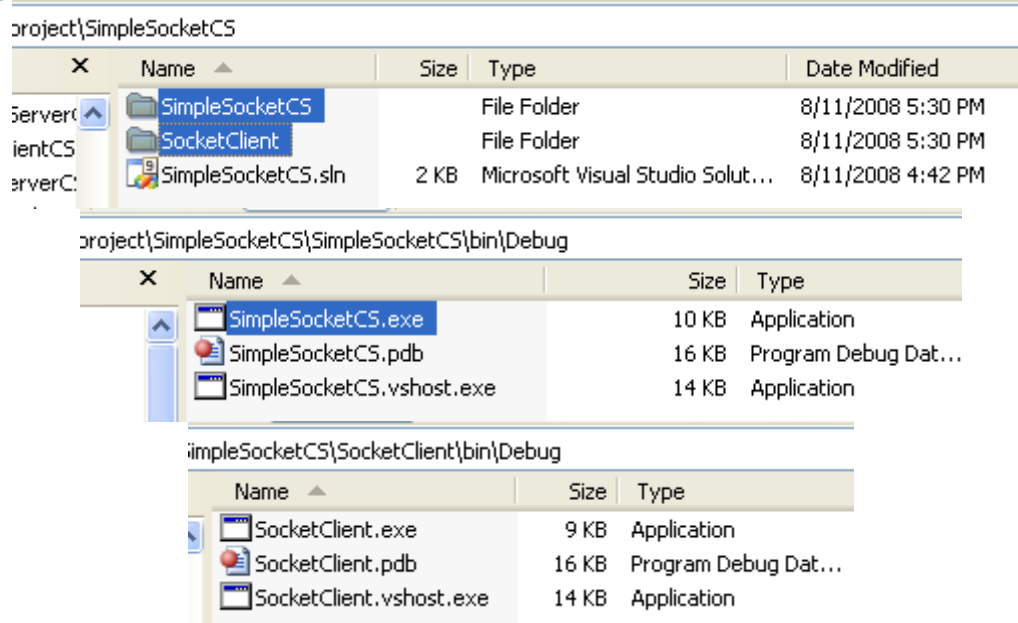 project\SimpleSocketCS
Name Size Type Date Modified
SimpleSocketCS File Folder 8/11/2008 5:30 PM
SocketClient File Folder 8/11/2008 5:30 PM
SimpleSocketCS.sln 2 KB Microsoft Visual Studio Solut... 8/11/2008 4:42 PM
project\SimpleSocketCS\SimpleSocketCS\bin\Debug
Name Size Type
SimpleSocketCS.exe 10 KB Application
SimpleSocketCS.pdb 16 KB Program Debug Dat...
SimpleSocketCS.vshost.exe 14 KB Application
SimpleSocketCS\SocketClient\bin\Debug
Name Size Type
SocketClient.exe 9 KB Application
SocketClient.pdb 16 KB Program Debug Dat...
SocketClient.vshost.exe 14 KB Application